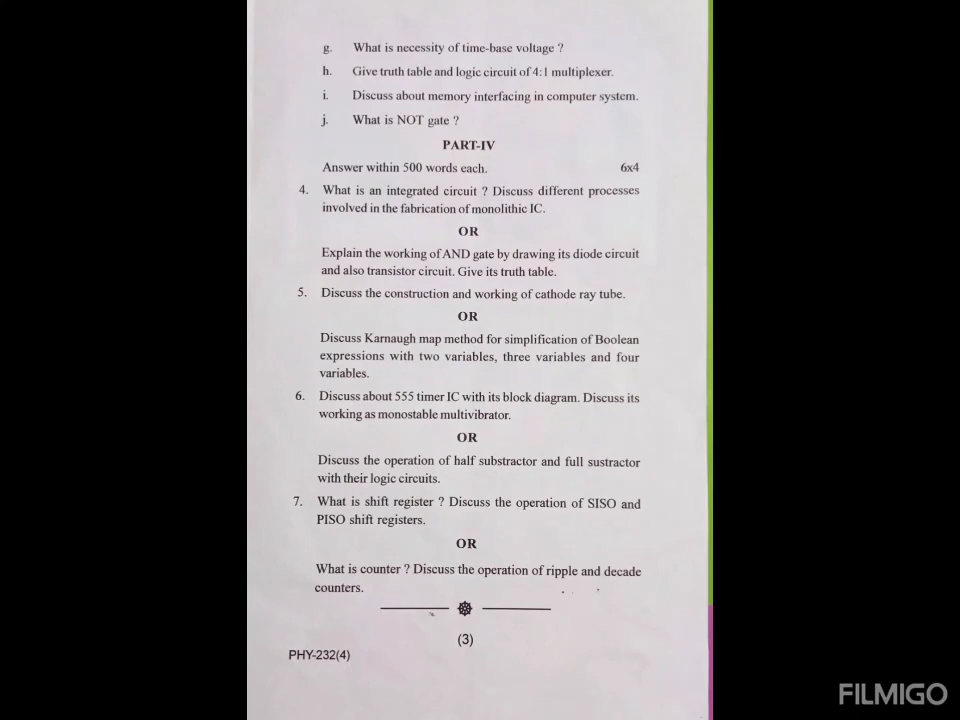 g. What is necessity of time-base voltage ?
h. Give truth table and logic circuit of 4:1 multiplexer.
i. Discuss about memory interfacing in computer system.
j. What is NOT gate ?
PART-IV
Answer within 500 words each. 6x4
4. What is an integrated circuit ? Discuss different processes
involved in the fabrication of monolithic IC.
OR
Explain the working of AND gate by drawing its diode circuit
and also transistor circuit. Give its truth table.
5. Discuss the construction and working of cathode ray tube.
OR
Discuss Karnaugh map method for simplification of Boolean
expressions with two variables, three variables and four
variables.
6. Discuss about 555 timer IC with its block diagram. Discuss its
working as monostable multivibrator.
OR
Discuss the operation of half substractor and full sustractor
with their logic circuits.
7. What is shift register ? Discuss the operation of SISO and
PISO shift registers.
OR
What is counter ? Discuss the operation of ripple and decade
counters.
(3)
PHY-232(4)
FILMIGO